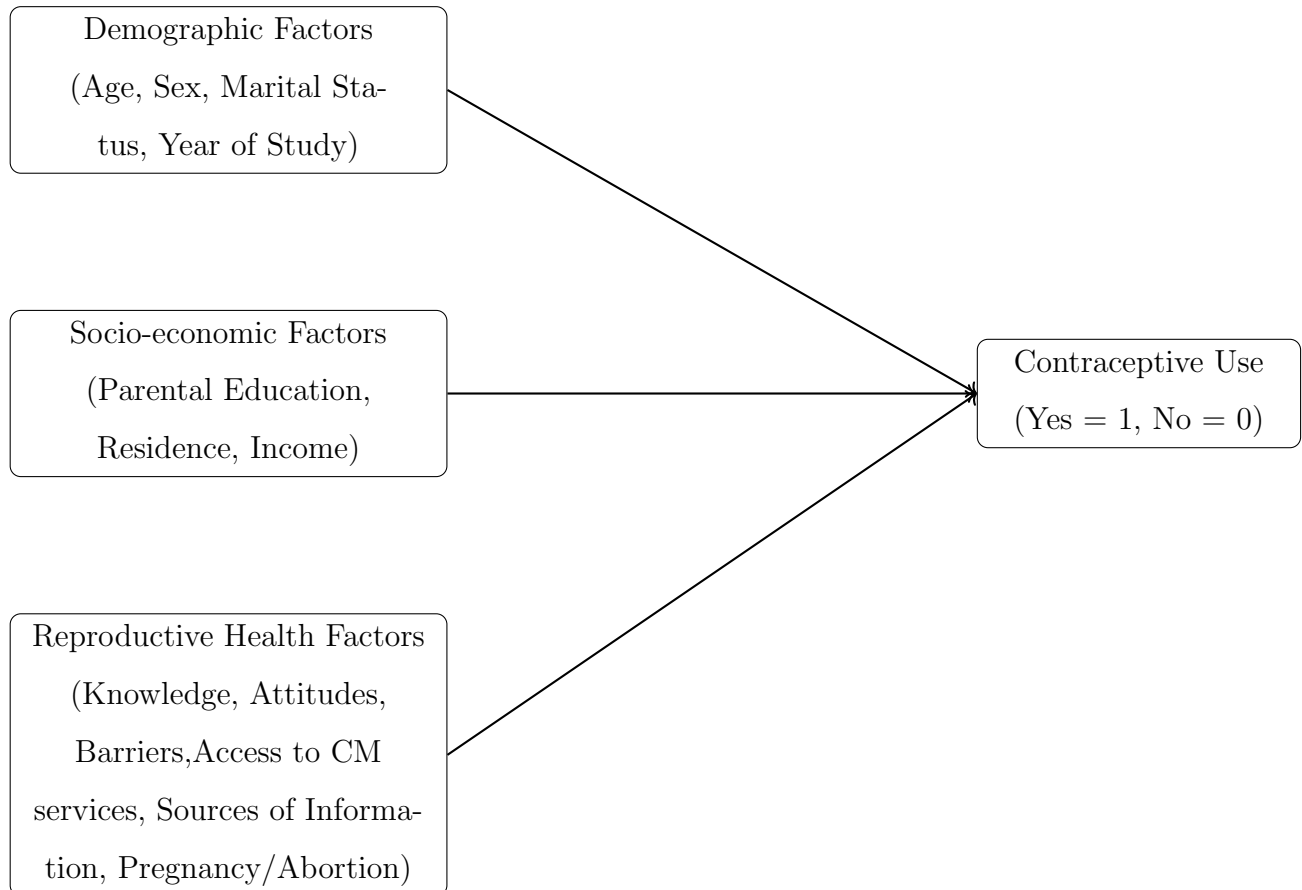 Demographic Factors
(Age, Sex, Marital Sta-
tus, Year of Study)
Socio-economic Factors
(Parental Education,
Residence, Income)
Contraceptive Use
(Yes = 1, No = 0)
Reproductive Health Factors
(Knowledge, Attitudes,
Barriers,Access to CM
services, Sources of Informa-
tion, Pregnancy/Abortion)